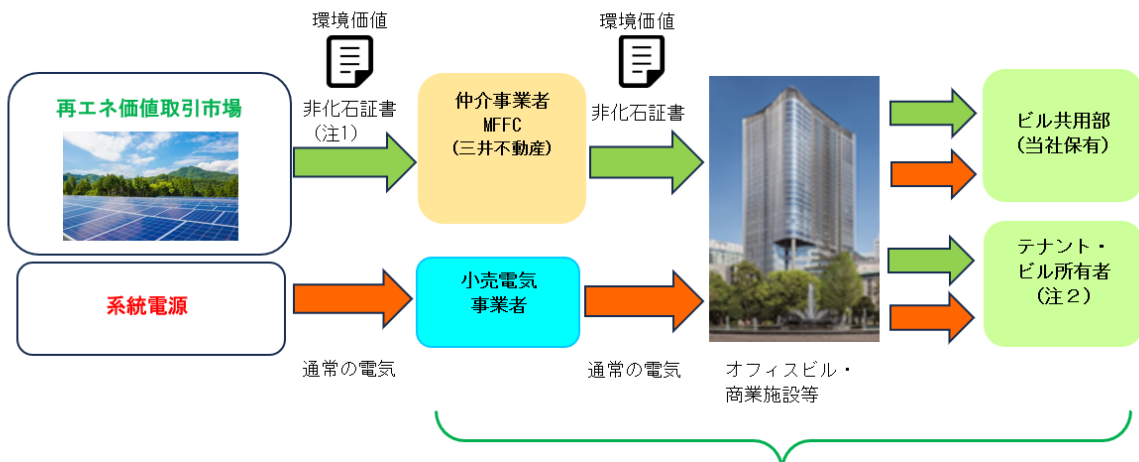 環境価値
非化石証書
(注1)
環境価値
非化石証書
再エネ価値取引市場
仲介事業者
MFFC
(三井不動産)
ビル共用部
(当社保有)
系統電源
小売電気
事業者
テナント・
ビル所有者
(注２)
通常の電気
通常の電気
オフィスビル・
商業施設等